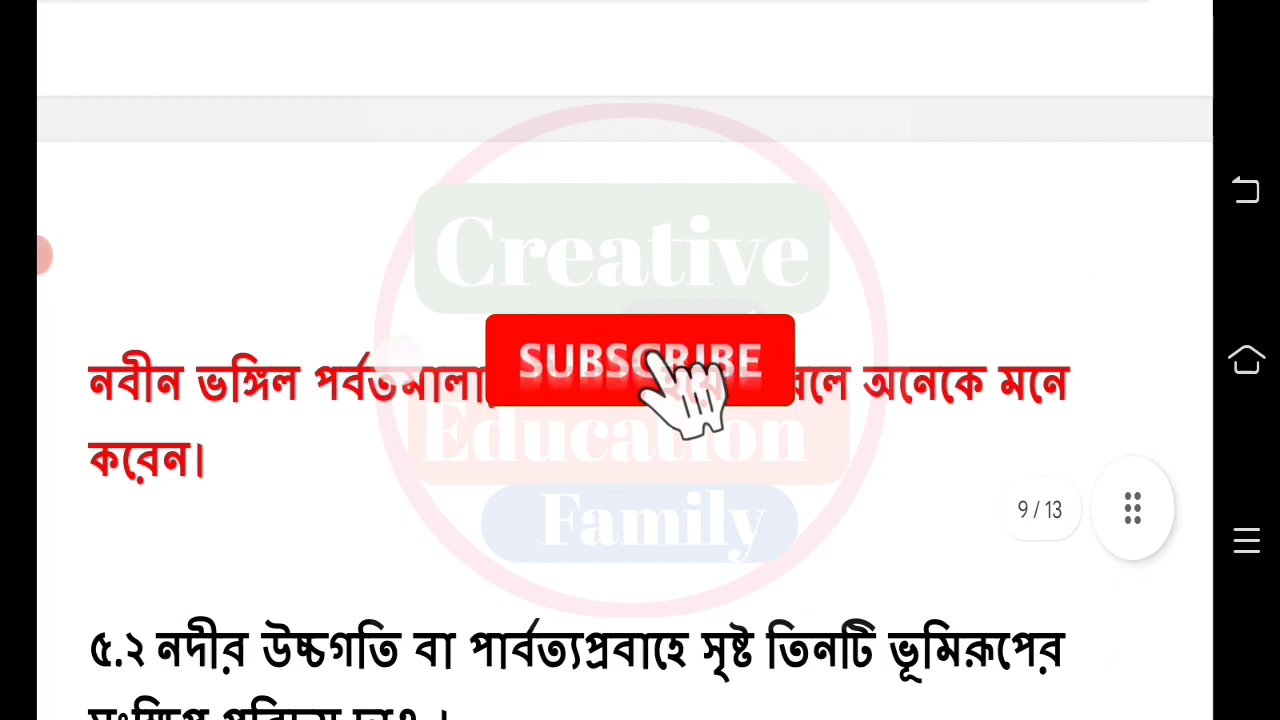 Creative
SUBSCRIBE
নবীন ভঙ্গিল পর্বতমালা বলে অনেকে মনে
করেন।
Education
Family
9 / 13
৫.২ নদীর উচ্চগতি বা পার্বত্যপ্রবাহে সৃষ্ট তিনটি ভূমিরূপের